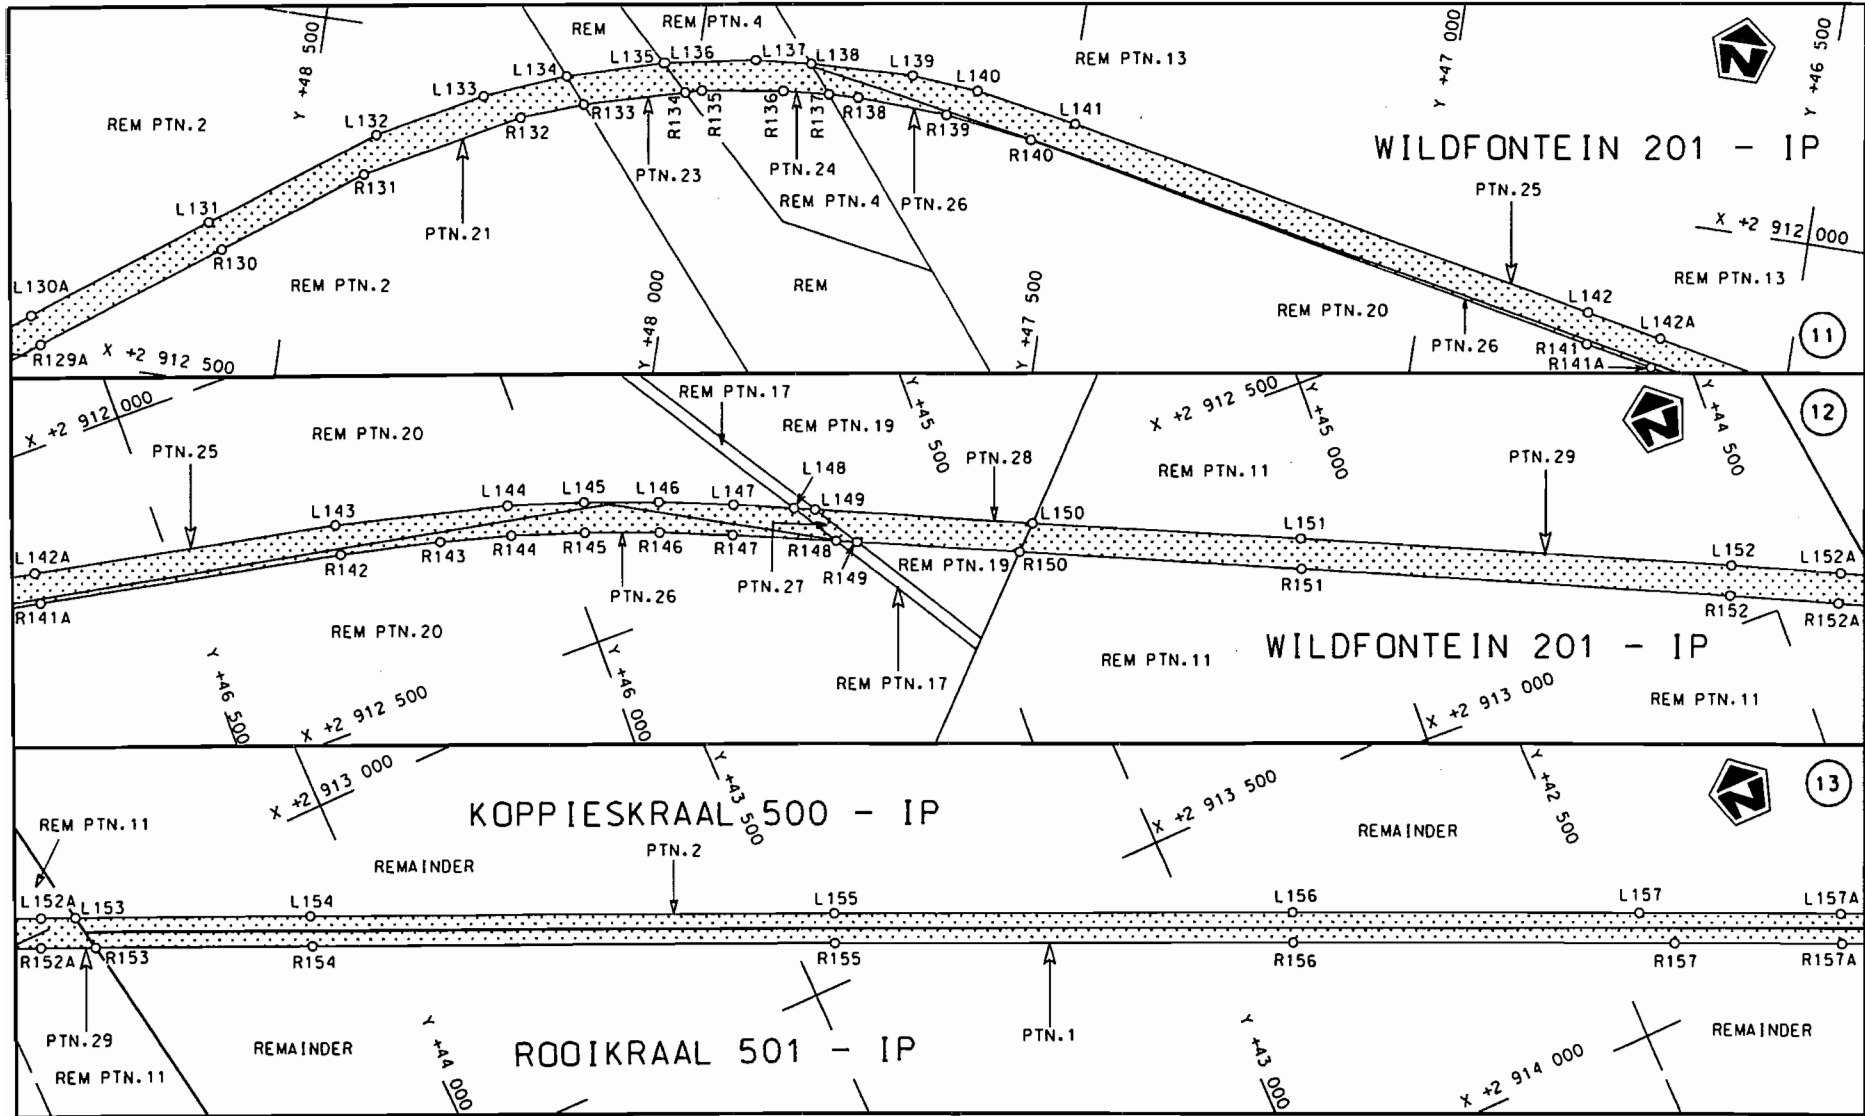 REM
REM PTN.4
Y +48 500
L134
L135
L136
L137
L138
L139
L140
REM PTN.13
Y +47 000
Y +46 500
N
L133
L132
REM PTN.2
R132
R133
R134
R135
R136
R137
R138
R139
L141
R140
WILDFONTEIN 201 - IP
PTN.23
PTN.24
REM PTN.4
PTN.26
PTN.25
R131
L131
PTN.21
X +2 912 000
R130
REM PTN.2
REM
REM PTN.13
L130A
Y +48 000
Y +47 500
REM PTN.20
L142
L142A
R129A
X +2 912 500
PTN.26
R141
R141A
11
X +2 912 000
REM PTN.20
REM PTN.17
REM PTN.19
Y +45 500
X +2 912 500
Y +45 000
Y +44 500
N
12
PTN.25
L148
PTN.28
REM PTN.11
PTN.29
L143
L144
L145
L146
L147
L149
L150
L151
L152
L152A
L142A
R142
R143
R144
R145
R146
R147
R148
R149
REM PTN.19
R150
R151
R152
R152A
R141A
PTN.26
PTN.27
REM PTN.20
Y +46 500
X +2 912 500
Y +46 000
REM PTN.17
REM PTN.11
WILDFONTEIN 201 - IP
X +2 913 000
REM PTN.11
X +2 913 000
KOPPIESKRAAL 500 - IP
Y +43 500
X +2 913 500
Y +42 500
N
13
REM PTN.11
REMAINDER
PTN.2
REMAINDER
L152A
L153
L154
L155
L156
L157
L157A
R152A
R153
R154
R155
R156
R157
R157A
PTN.29
REM PTN.11
REMAINDER
Y +44 000
ROOIKRAAL 501 - IP
PTN.1
Y +43 000
X +2 914 000
REMAINDER